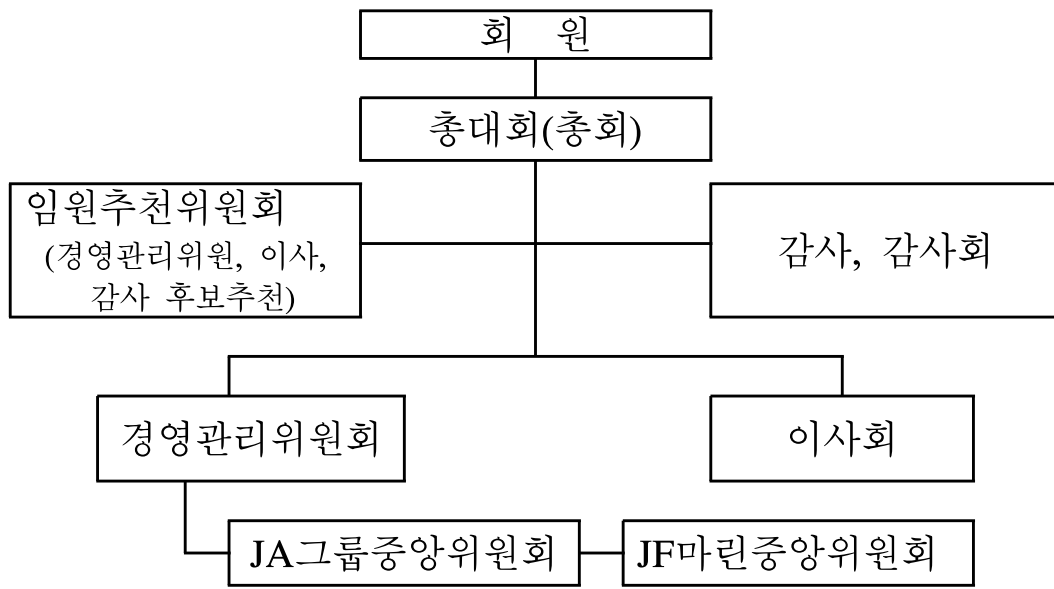 회 원
총대회(총회)
임원추천위원회
(경영관리위원, 이사,
감사 후보추천)
감사, 감사회
경영관리위원회
이사회
JA그룹중앙위원회
JF마린중앙위원회